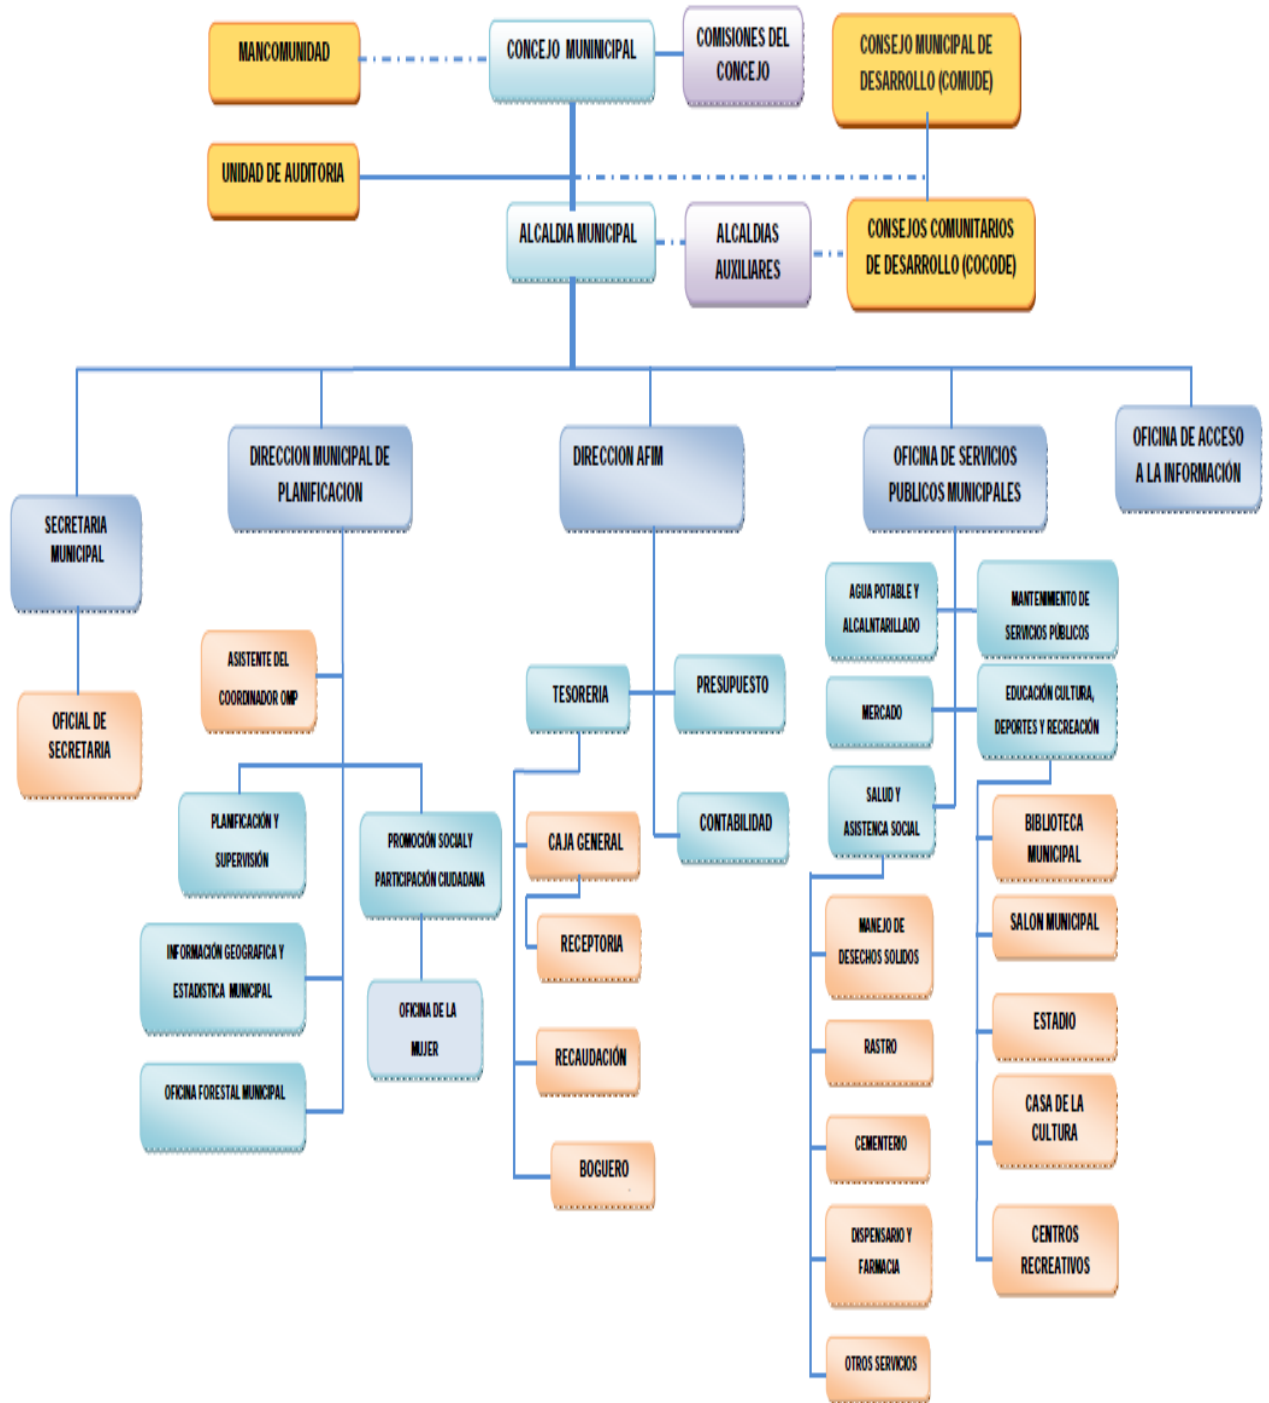 MANCOMUNIDAD
CONCEJO MUNINICIPAL
COMISIONES DEL
CONCEJO
CONSEJO MUNICIPAL DE
DESARROLLO (COMUDE)
UNIDAD DE AUDITORIA
ALCALDIA MUNICIPAL
ALCALDIAS
AUXILIARES
CONSEJOS COMUNITARIOS
DE DESARROLLO (COCODE)
SECRETARIA
MUNICIPAL
DIRECCION MUNICIPAL DE
PLANIFICACION
DIRECCION AFIM
OFICINA DE SERVICIOS
PUBLICOS MUNICIPALES
OFICINA DE ACCESO
A LA INFORMACIÓN
OFICIAL DE
SECRETARIA
ASISTENTE DEL
COORDINADOR OMP
PLANIFICACIÓN Y
SUPERVISIÓN
PROMOCIÓN SOCIAL Y
PARTICIPACIÓN CIUDADANA
INFORMACIÓN GEOGRAFICA Y
ESTADISTICA MUNICIPAL
OFICINA DE LA
MUJER
OFICINA FORESTAL MUNICIPAL
TESORERIA
PRESUPUESTO
CONTABILIDAD
CAJA GENERAL
RECEPTORIA
RECAUDACIÓN
BOGUERO
AGUA POTABLE Y
ALCALNTARILLADO
MANTENIMIENTO DE
SERVICIOS PÚBLICOS
MERCADO
EDUCACIÓN CULTURA,
DEPORTES Y RECREACIÓN
SALUD Y
ASISTENCA SOCIAL
MANEJO DE
DESECHOS SOLIDOS
RASTRO
CEMENTERIO
DISPENSARIO Y
FARMACIA
OTROS SERVICIOS
BIBLIOTECA
MUNICIPAL
SALON MUNICIPAL
ESTADIO
CASA DE LA
CULTURA
CENTROS
RECREATIVOS